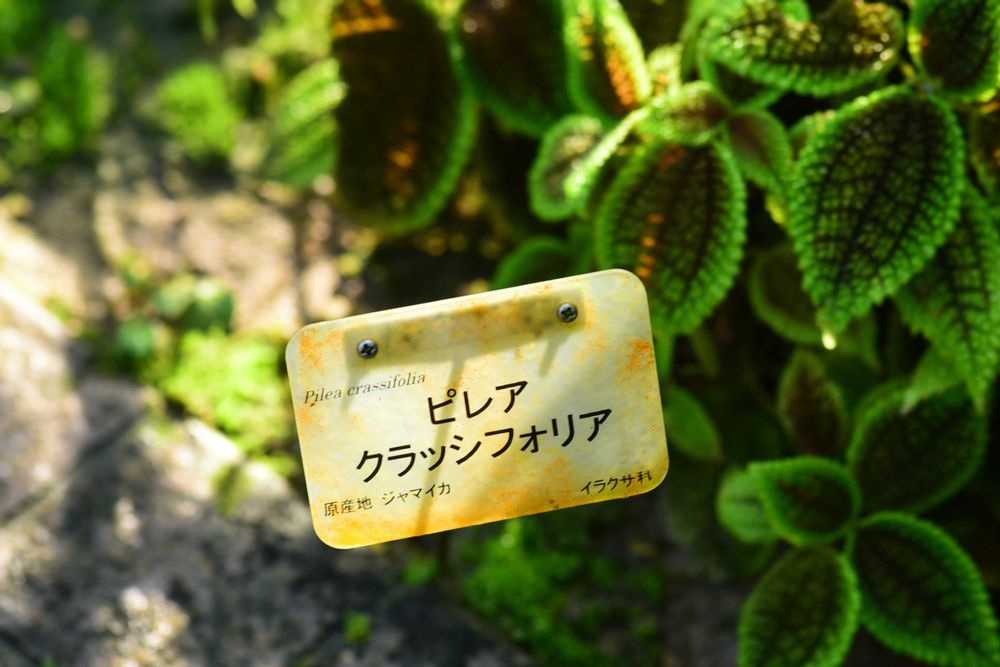 Pilea crassifolia
ピレア
クラッシフォリア
原産地 ジャマイカ
イラクサ科